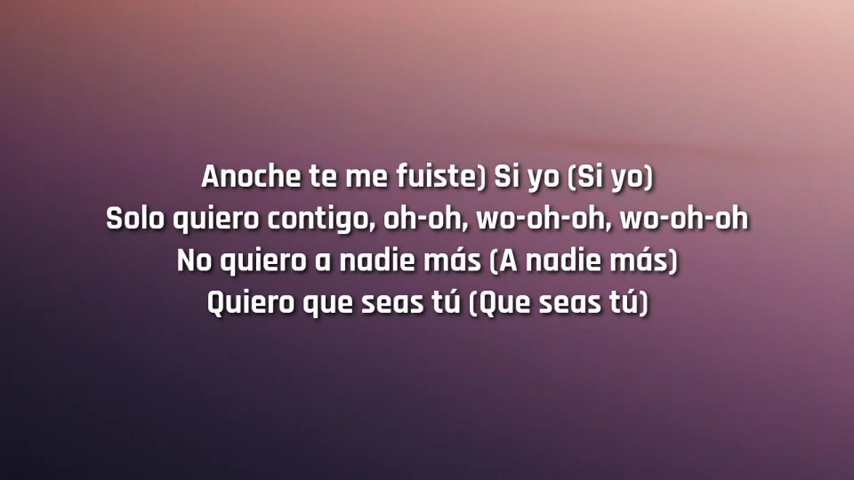 Anoche te me fuiste) Si yo (Si yo)
Solo quiero contigo, oh-oh, wo-oh-oh, wo-oh-oh
No quiero a nadie más (A nadie más)
Quiero que seas tú (Que seas tú)